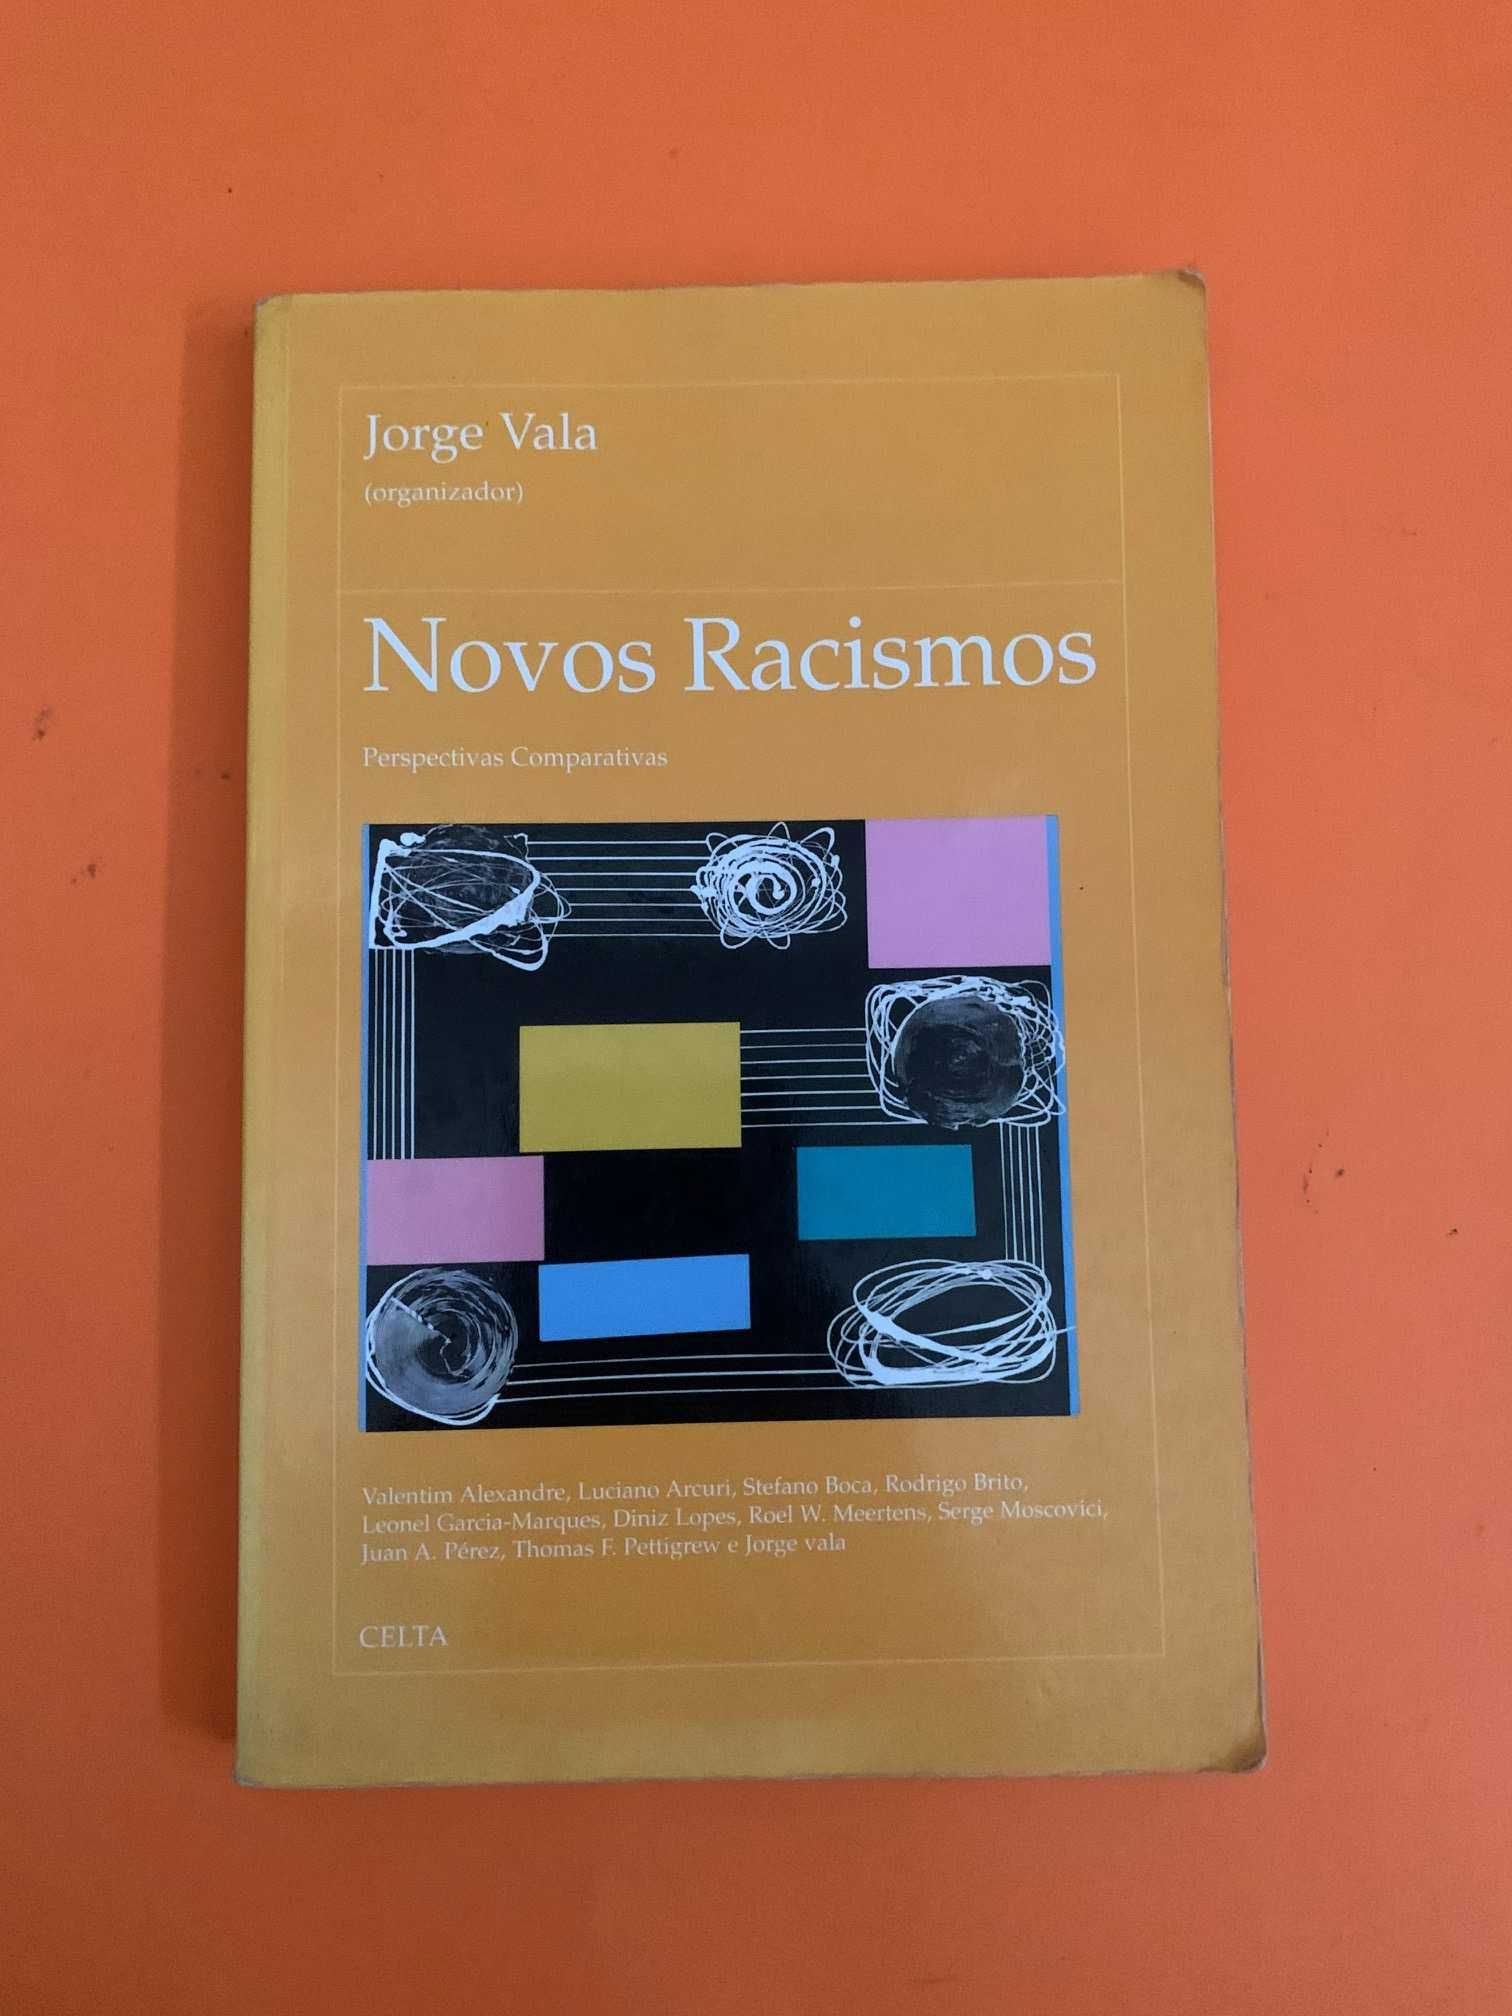 Jorge Vala
(organizador)
Novos Racismos
Perspectivas Comparativas
Valentim Alexandre, Luciano Arcuri, Stefano Boca, Rodrigo Brito,
Leonel Garcia-Marques, Diniz Lopes, Roel W. Meertens, Serge Moscovici,
Juan A. Pérez, Thomas F. Pettigrew e Jorge vala
CELTA